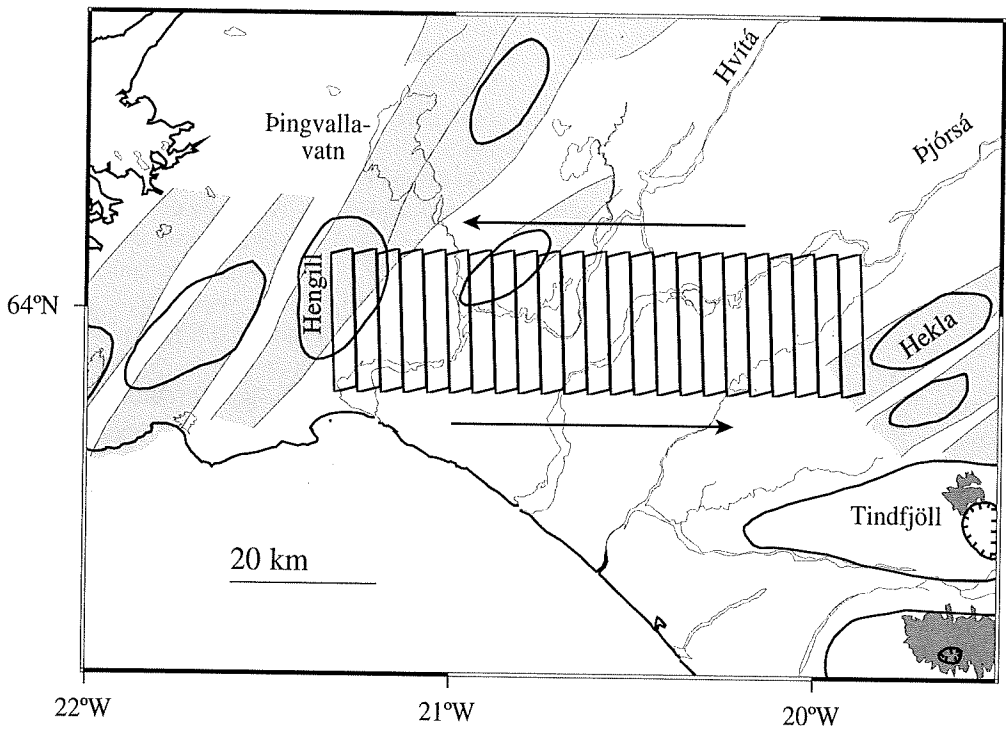 Hvítá
Þingvalla-
vatn
Þjórsá
Hengill
64ºN
Hekla
Tindfjöll
20 km
22ºW
21ºW
20ºW